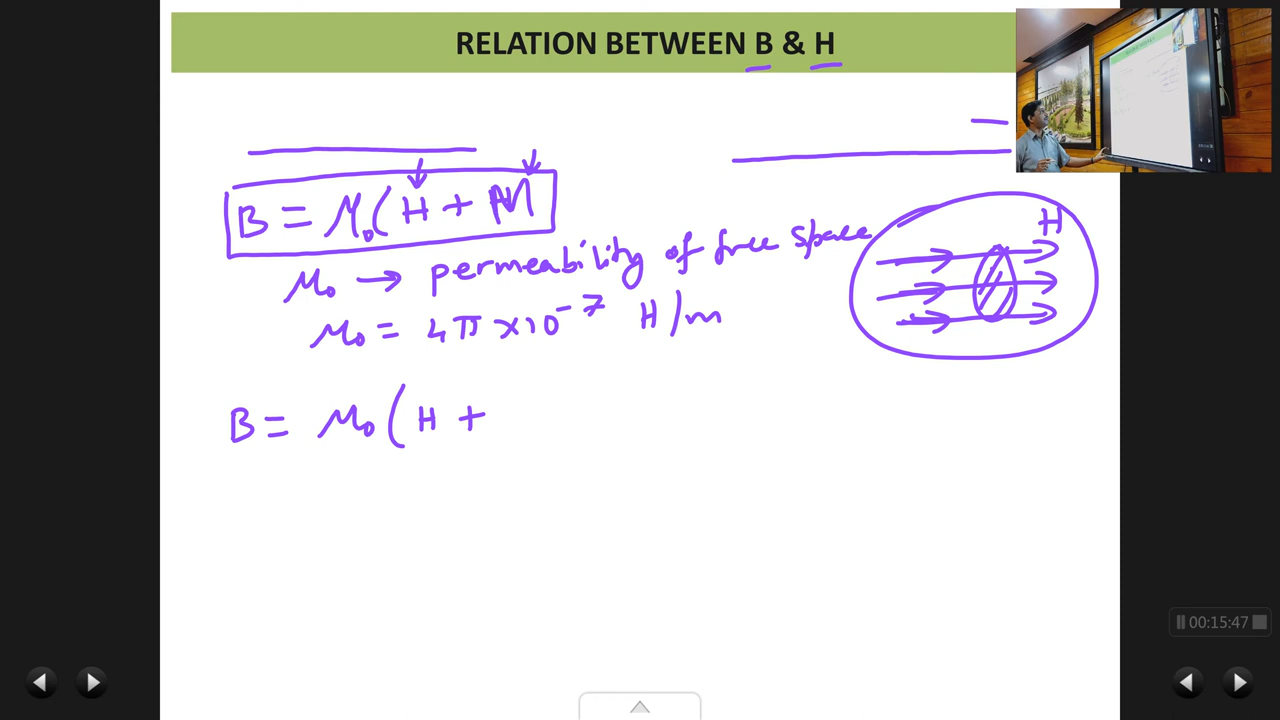 RELATION BETWEEN B & H
B = μ₀(H + M
H
μ₀ → permeability of free space
μ₀ = 4π×10⁻⁷ H/m
B = μ₀(H +
00:15:47